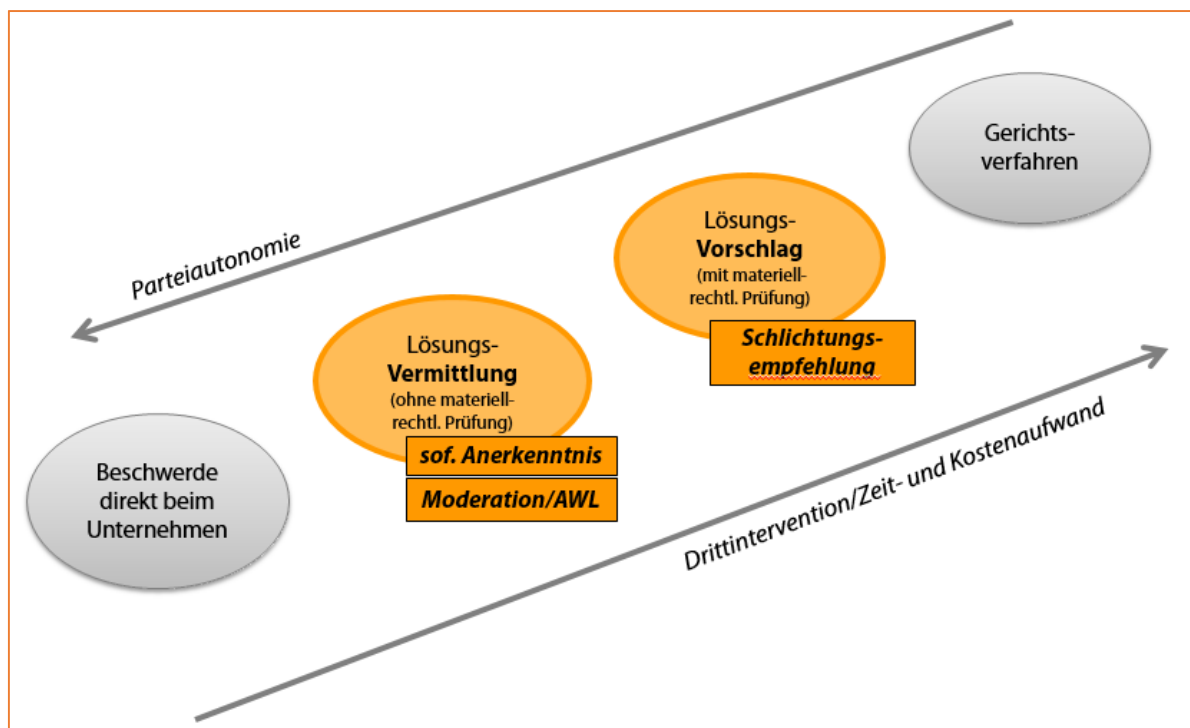 Gerichts-
verfahren
Lösungs-
Vorschlag
(mit materiell-
rechtl. Prüfung)
Schlichtungs-
empfehlung
Parteiautonomie
Lösungs-
Vermittlung
(ohne materiell-
rechtl. Prüfung)
sof. Anerkenntnis
Moderation/AWL
Beschwerde
direkt beim
Unternehmen
Drittintervention/Zeit- und Kostenaufwand